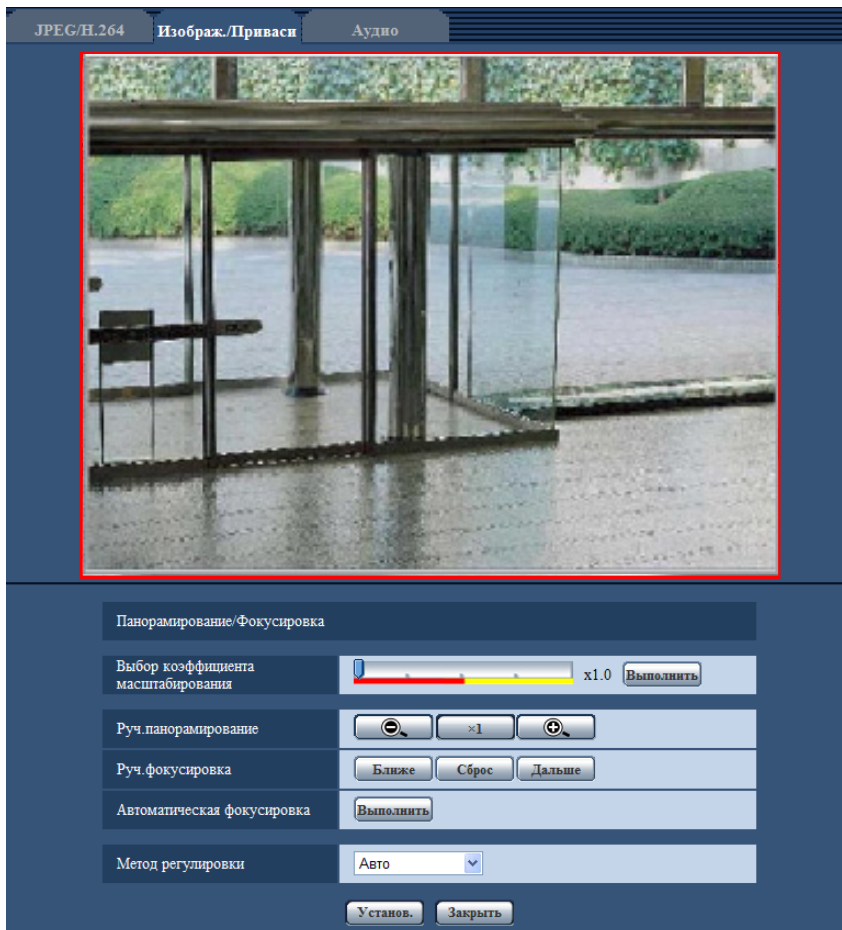 JPEG/H.264 Изображ./Приваси Аудио
Панорамирование/Фокусировка
Выбор коэффициента
масштабирования
x1.0 Выполнить
Руч.панорамирование
×1
Руч.фокусировка
Ближе Сброс Дальше
Автоматическая фокусировка
Выполнить
Метод регулировки
Авто
Установ. Закрыть